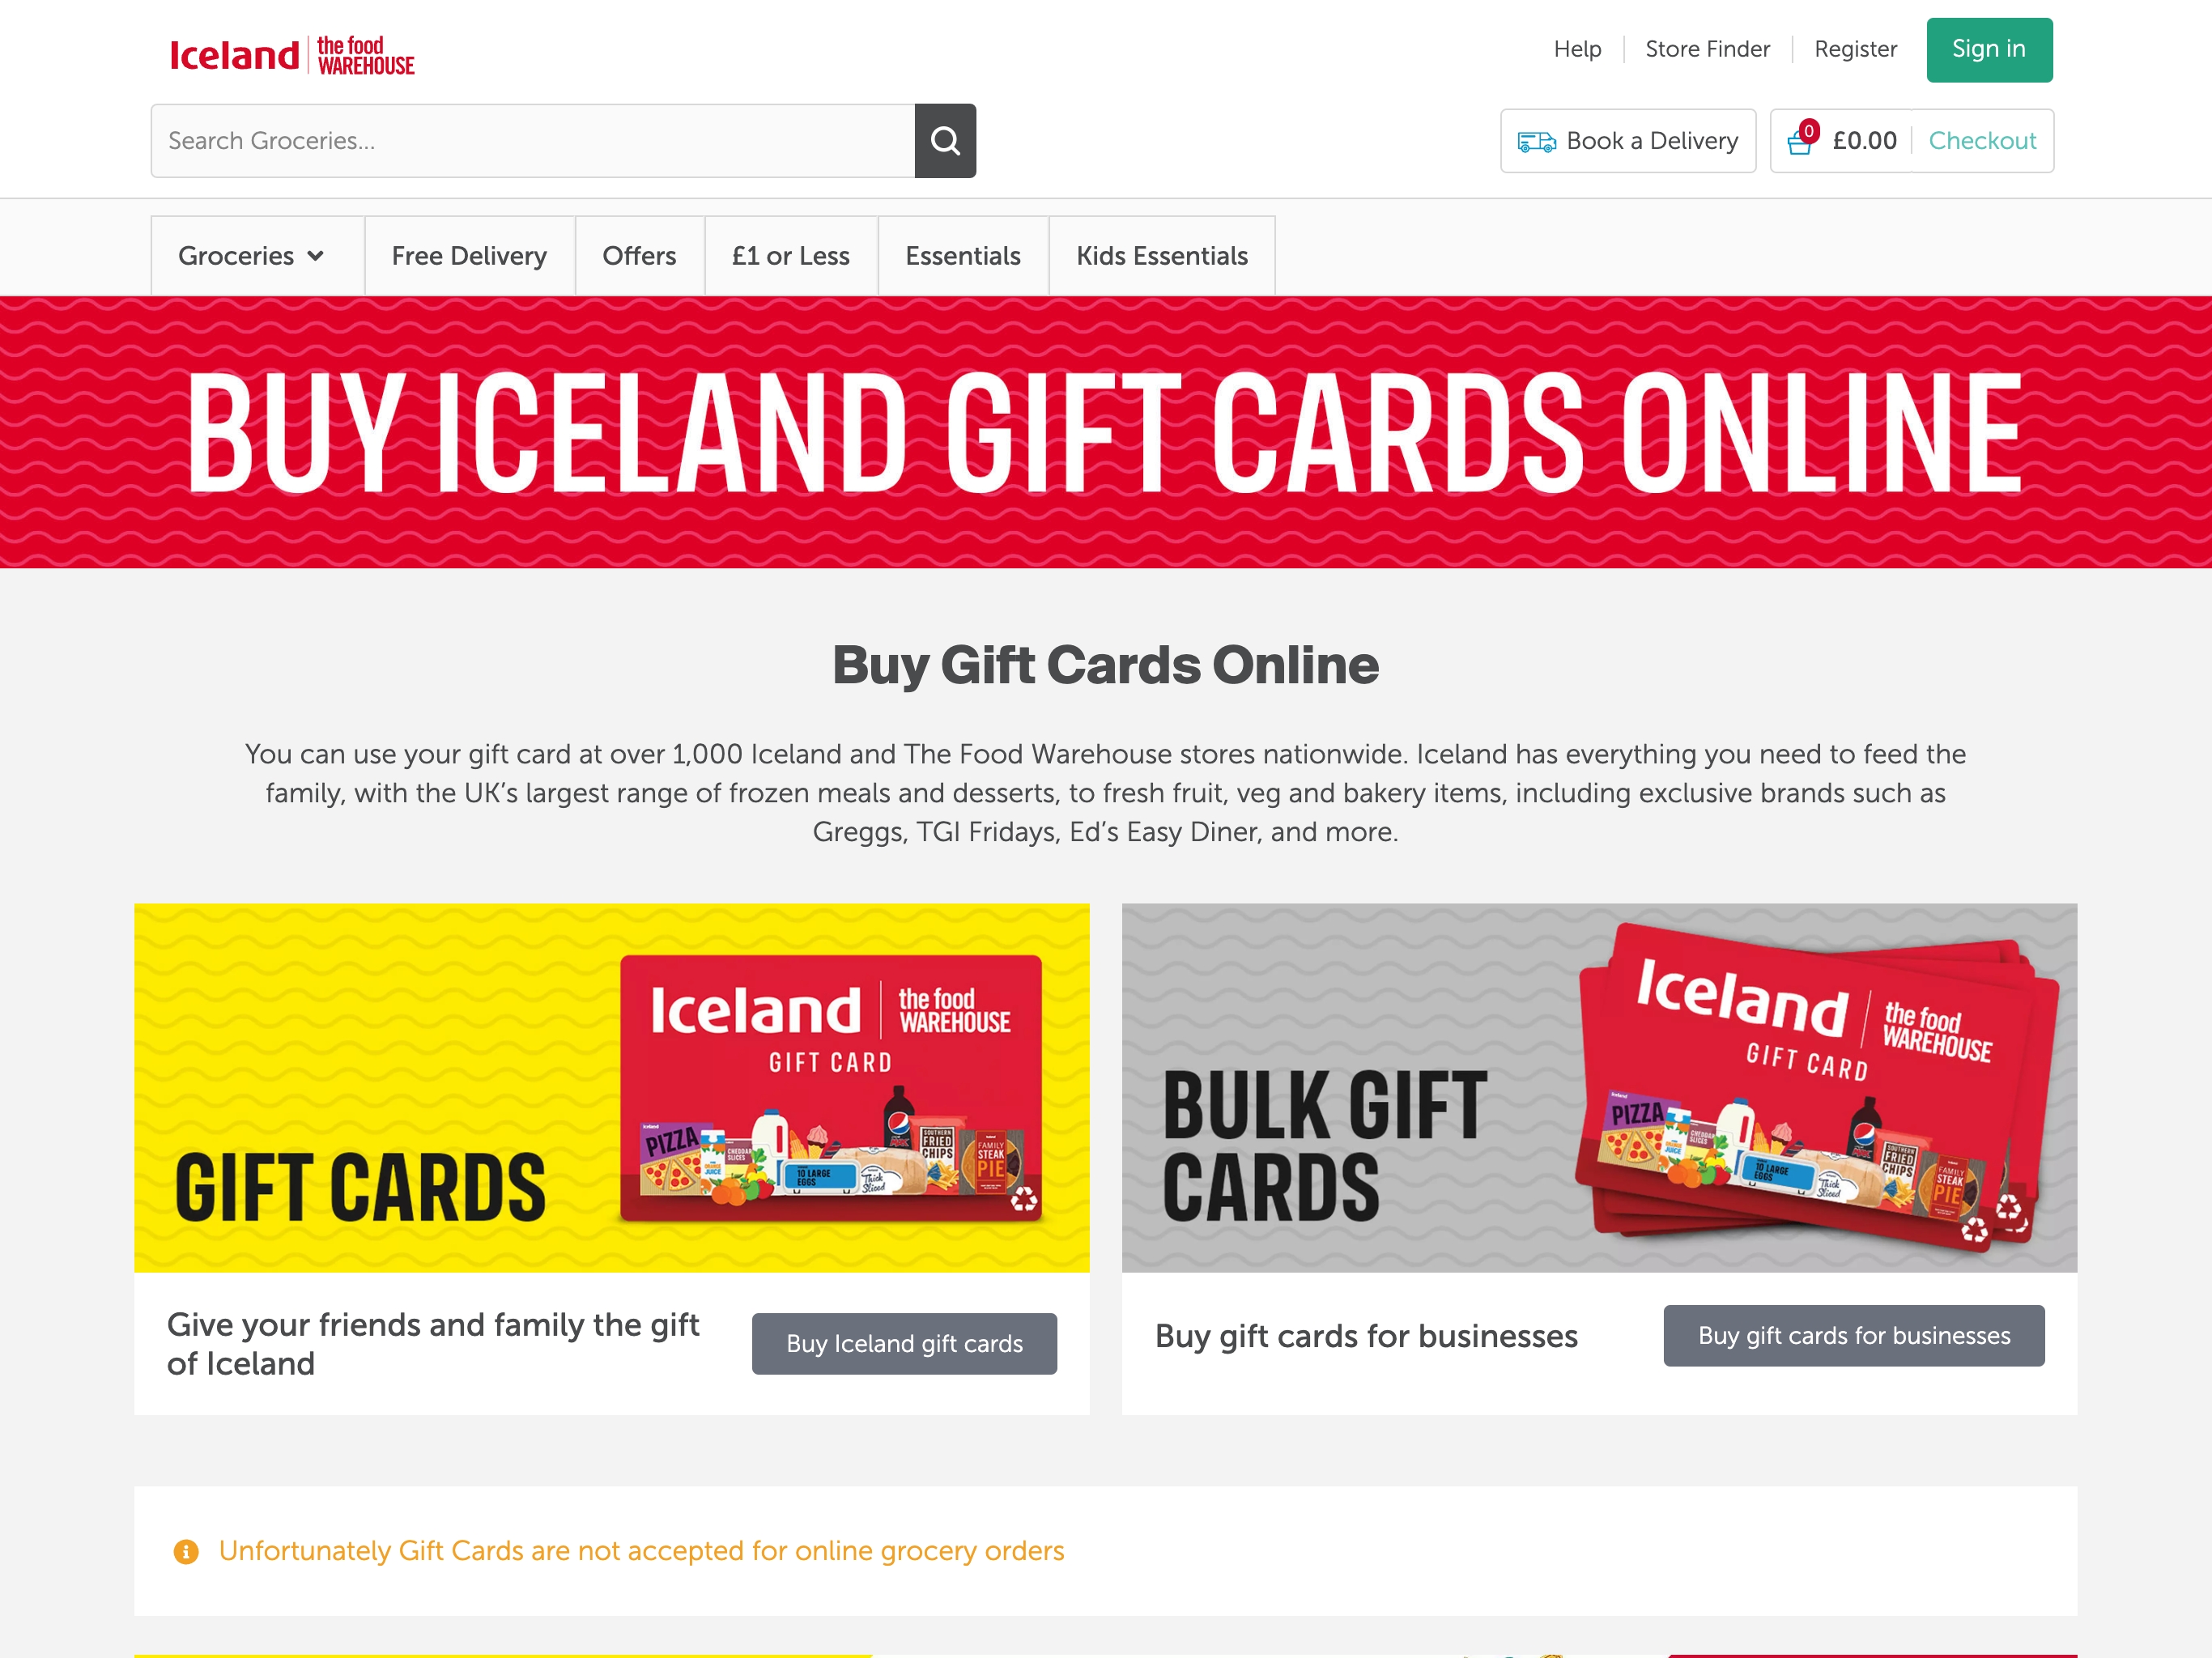 Iceland the food WAREHOUSE
Help
Store Finder
Register
Sign in
Search Groceries...
Book a Delivery
0 £0.00 Checkout
Groceries
Free Delivery
Offers
£1 or Less
Essentials
Kids Essentials
BUY ICELAND GIFT CARDS ONLINE
Buy Gift Cards Online
You can use your gift card at over 1,000 Iceland and The Food Warehouse stores nationwide. Iceland has everything you need to feed the
family, with the UK’s largest range of frozen meals and desserts, to fresh fruit, veg and bakery items, including exclusive brands such as
Greggs, TGI Fridays, Ed’s Easy Diner, and more.
GIFT CARDS
Iceland the food WAREHOUSE
GIFT CARD
PIZZA
ORANGE JUICE
CHEDDAR SLICES
10 LARGE EGGS
Thick Sliced
SOUTHERN FRIED CHIPS
FAMILY STEAK PIE
BULK GIFT
CARDS
Iceland the food WAREHOUSE
GIFT CARD
PIZZA
CHEDDAR SLICES
10 LARGE EGGS
Thick Sliced
SOUTHERN FRIED CHIPS
FAMILY STEAK PIE
Give your friends and family the gift
of Iceland
Buy Iceland gift cards
Buy gift cards for businesses
Buy gift cards for businesses
Unfortunately Gift Cards are not accepted for online grocery orders